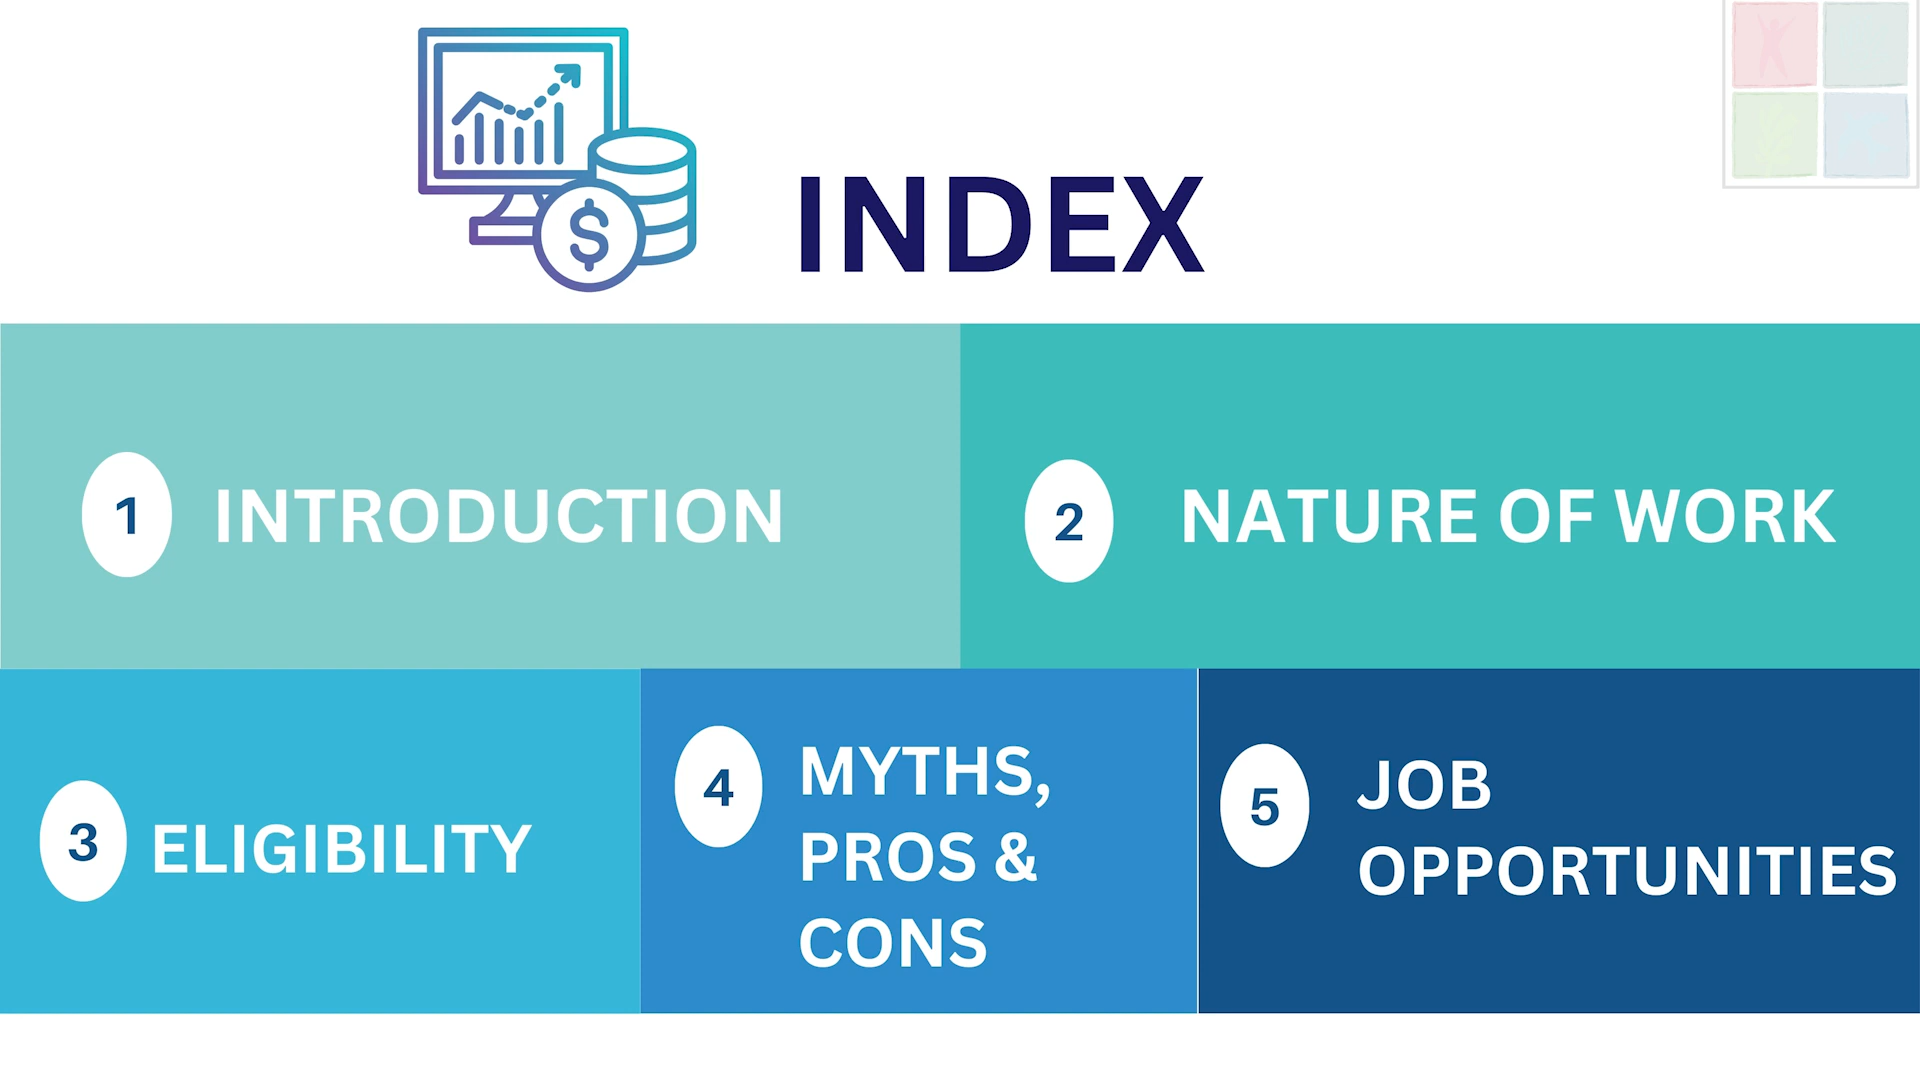 $
INDEX
1 INTRODUCTION
2 NATURE OF WORK
3 ELIGIBILITY
4 MYTHS,
PROS &
CONS
5 JOB
OPPORTUNITIES